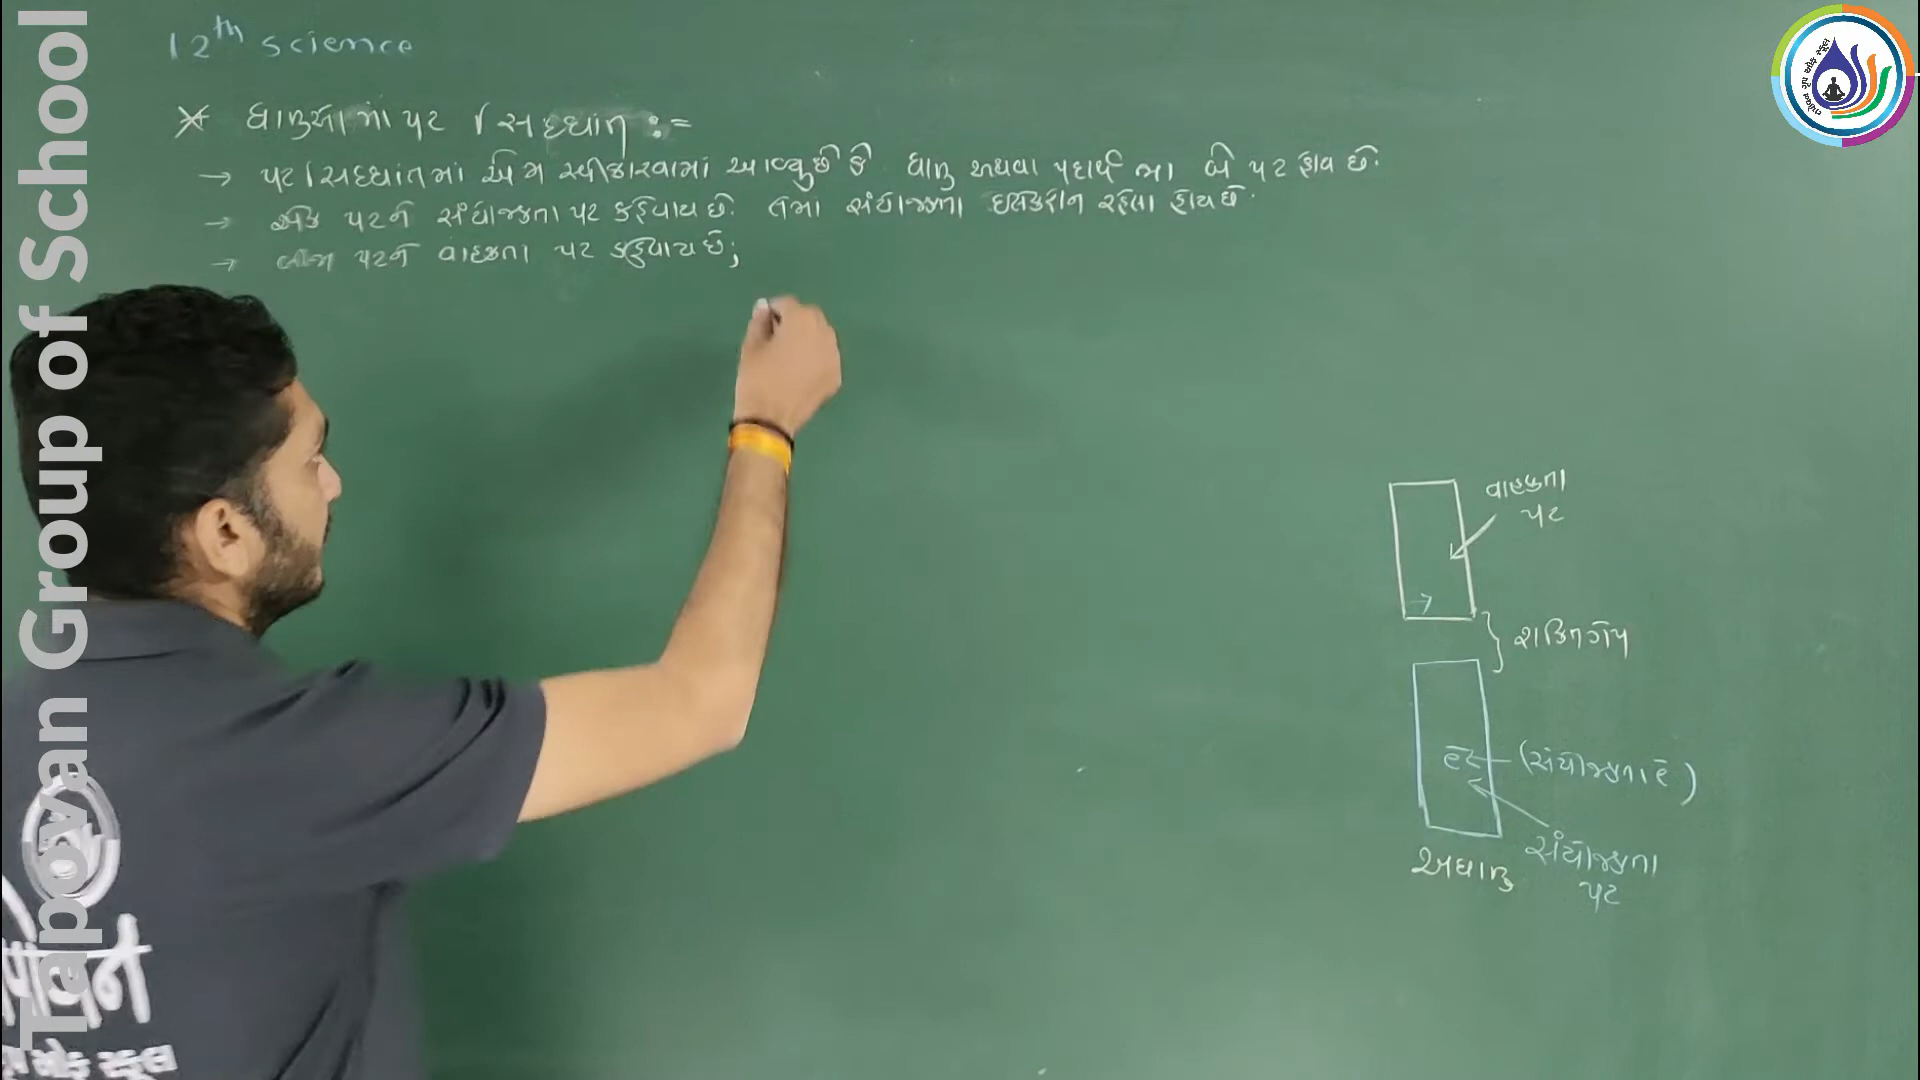 Tapovan Group of School
12th science
* ધાતુઓમાં પટ સિદ્ધાંત :=
→ પટ સિદ્ધાંતમાં એમ સ્વીકારવામાં આવ્યુ છે કે ધાતુ અથવા પદાર્થ માં બે પટ હોય છે.
→ એક પટને સંયોજકતા પટ કહેવાય છે. તેમાં સંયોજકતા ઇલેક્ટ્રોન રહેલા હોય છે.
→ બીજા પટને વાહકતા પટ કહેવાય છે;
વાહકતા
પટ
શક્તિગેપ
e̅ (સંયોજકતા e̅)
સંયોજકતા
પટ
અધાતુ